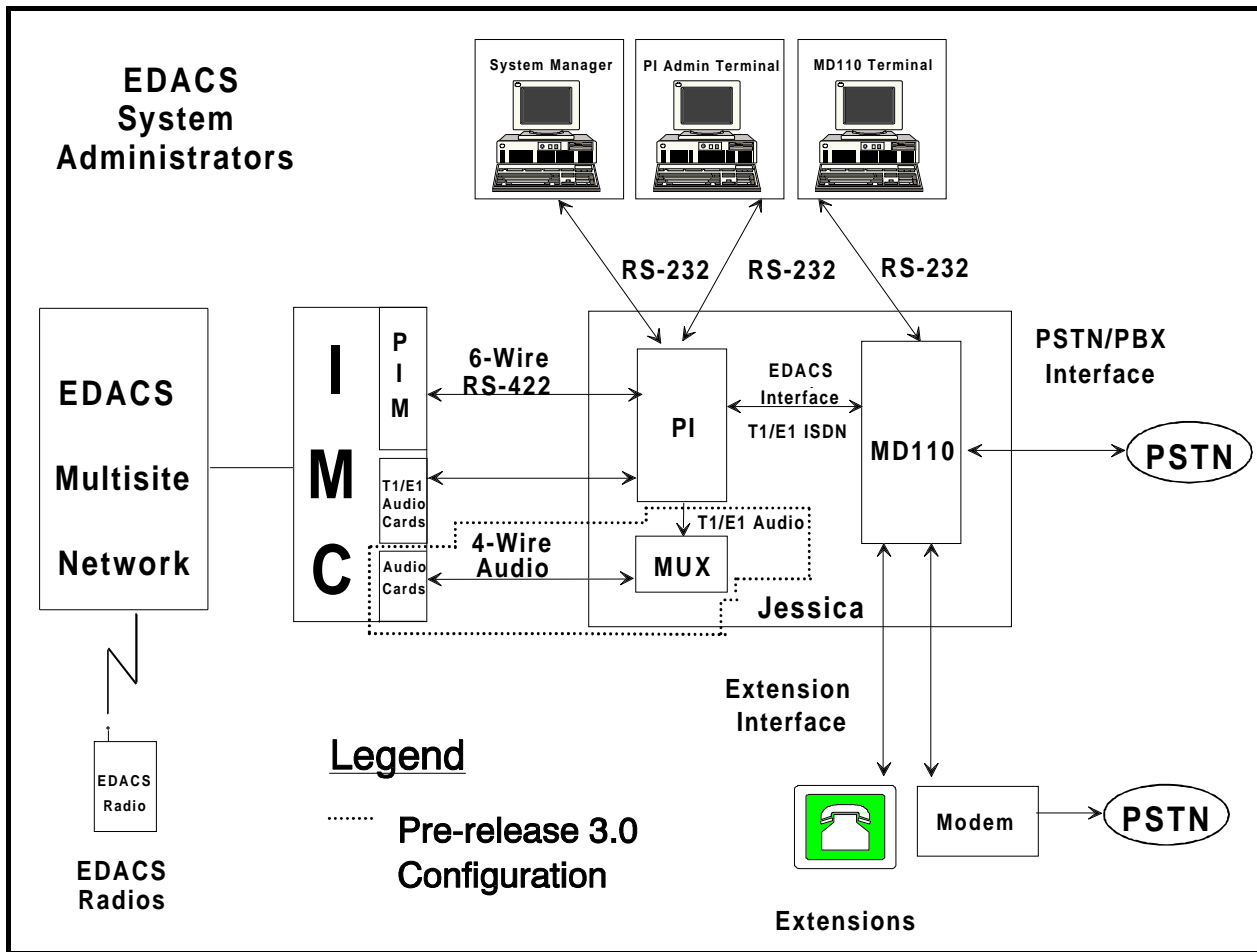 EDACS
System
Administrators
System Manager
PI Admin Terminal
MD110 Terminal
RS-232
RS-232
RS-232
EDACS
Multisite
Network
I
M
C
P
I
M
T1/E1
Audio
Cards
Audio
Cards
6-Wire
RS-422
4-Wire
Audio
PI
EDACS
Interface
T1/E1 ISDN
MD110
T1/E1 Audio
MUX
Jessica
PSTN/PBX
Interface
PSTN
Extension
Interface
EDACS
Radio
EDACS
Radios
Legend
Pre-release 3.0
Configuration
Modem
PSTN
Extensions